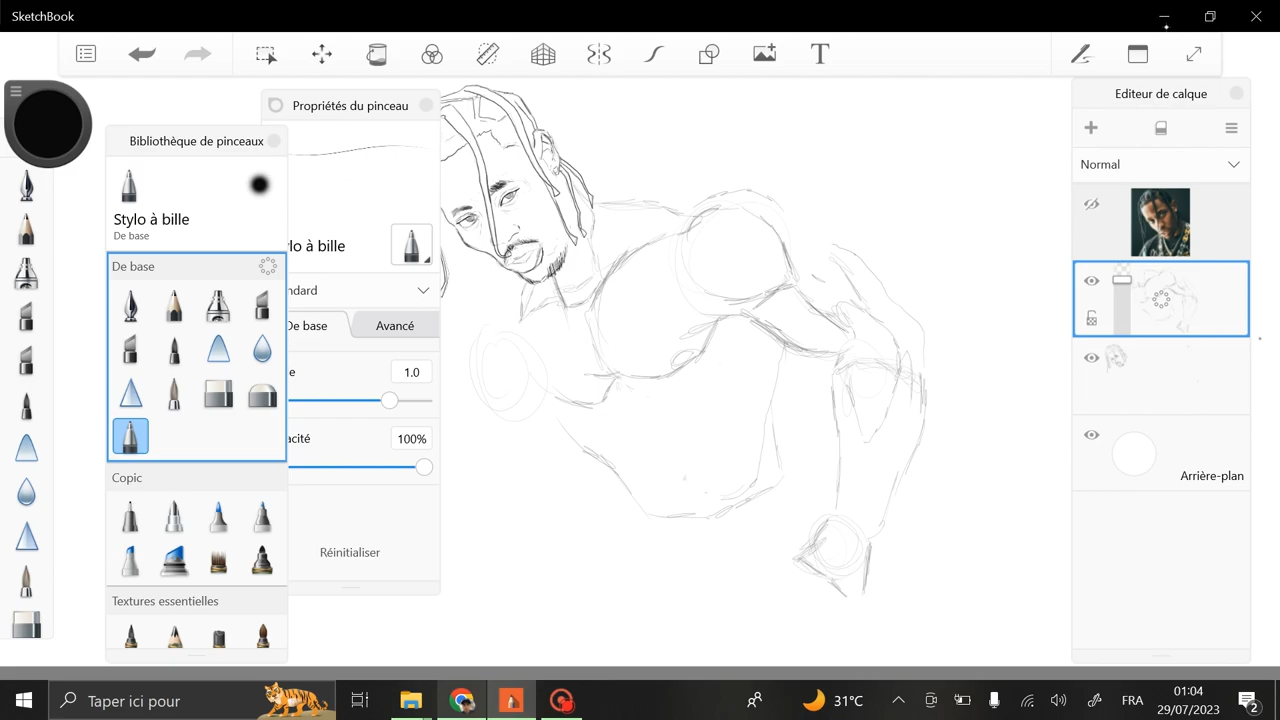 SketchBook
T
Propriétés du pinceau
Editeur de calque
Bibliothèque de pinceaux
Normal
Stylo à bille
De base
lo à bille
De base
ndard
De base
Avancé
e
1.0
acité
100%
Copic
Arrière-plan
Réinitialiser
Textures essentielles
Taper ici pour
31°C
FRA
01:04
29/07/2023
2